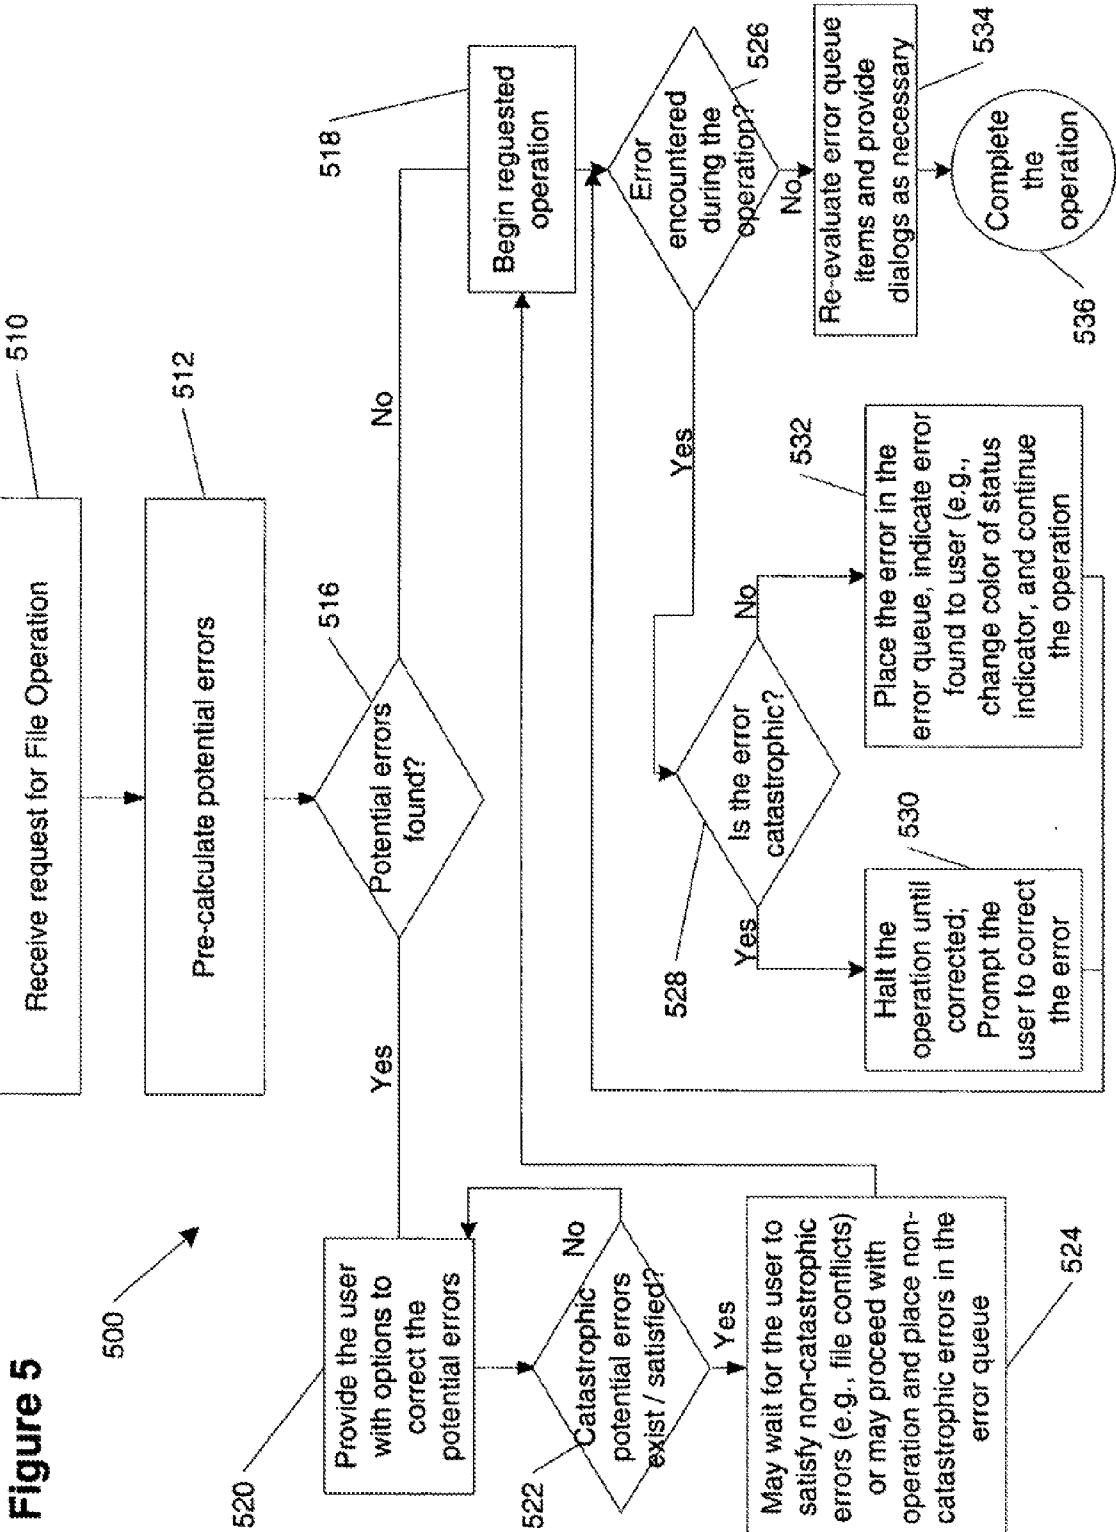 Figure 5
500
Receive request for File Operation
510
Pre-calculate potential errors
512
Potential errors
found?
516
Yes
No
Provide the user
with options to
correct the
potential errors
520
Catastrophic
potential errors
exist / satisfied?
522
No
Yes
May wait for the user to
satisfy non-catastrophic
errors (e.g., file conflicts)
or may proceed with
operation and place non-
catastrophic errors in the
error queue
524
Begin reguested
operation
518
Error
encountered
during the
operation?
526
Yes
No
Is the error
catastrophic?
528
Yes
No
Halt the
operation until
corrected;
Prompt the
user to correct
the error
530
Place the error in the
error queue, indicate error
found to user (e.g.,
change color of status
indicator, and continue
the operation
532
Re-evaluate error queue
items and provide
dialogs as necessary
534
Complete
the
operation
536